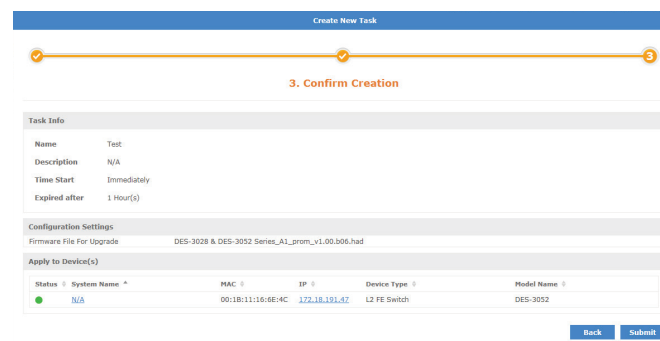 Create New Task
3
3. Confirm Creation
Task Info
Name Test
Description N/A
Time Start Immediately
Expired after 1 Hour(s)
Configuration Settings
Firmware File For Upgrade DES-3028 & DES-3052 Series_A1_prom_v1.00.b06.had
Apply to Device(s)
Status System Name MAC IP Device Type Model Name
N/A 00:1B:11:16:6E:4C 172.18.191.47 L2 FE Switch DES-3052
Back Submit